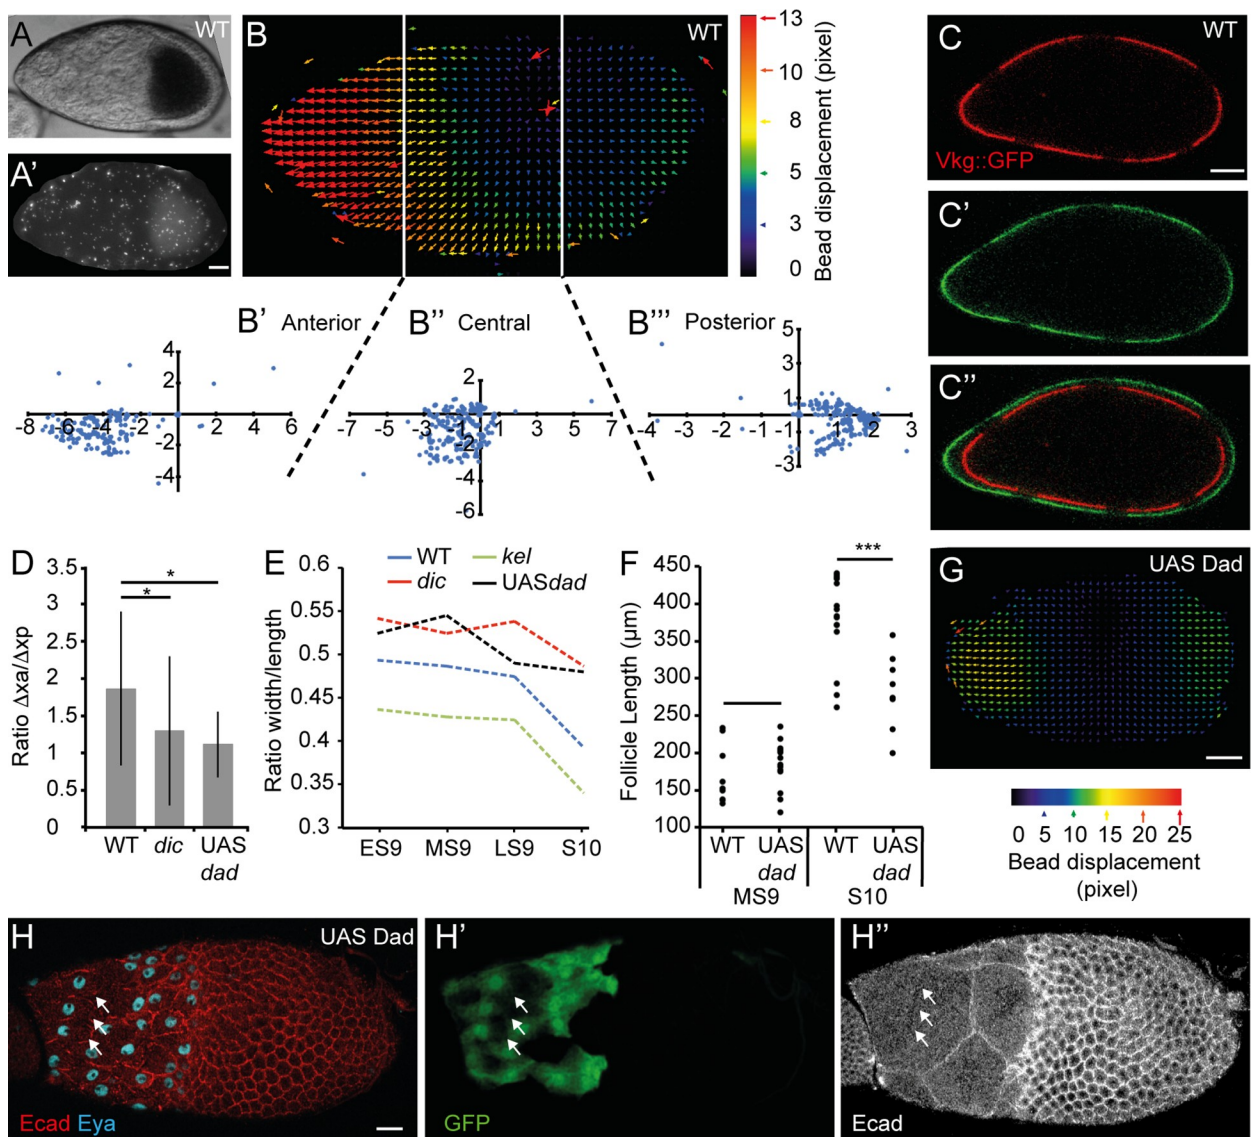 A WT
A'
B WT
13
10
8
5
3
0
Bead displacement (pixel)
C WT
Vkg::GFP
C'
C''
B' Anterior
4
2
-8 -6 -4 -2 2 4 6
-2
-4
B'' Central
2
-7 -5 -3 -1 1 3 5 7
-2
-4
-6
B''' Posterior
5
3
1
-4 -3 -2 -1 1 2 3
-1
-3
D
Ratio Δxa/Δxp
3.5
3
2.5
2
1.5
1
0.5
0
*
*
WT dic UAS
dad
E
WT kel
dic UASdad
Ratio width/length
0.6
0.55
0.5
0.45
0.4
0.35
0.3
ES9 MS9 LS9 S10
F
Follicle Length (µm)
450
400
350
300
250
200
150
100
***
WT UAS WT UAS
dad dad
MS9 S10
G UAS Dad
0 5 10 15 20 25
Bead displacement
(pixel)
H UAS Dad
Ecad Eya
H'
GFP
H''
Ecad